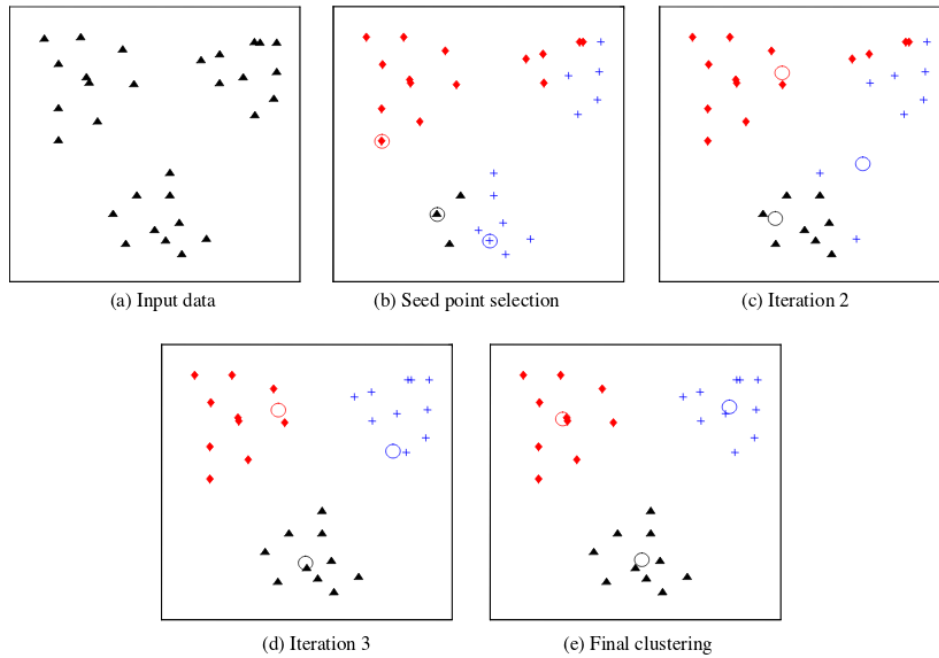 (a) Input data
(b) Seed point selection
(c) Iteration 2
(d) Iteration 3
(e) Final clustering